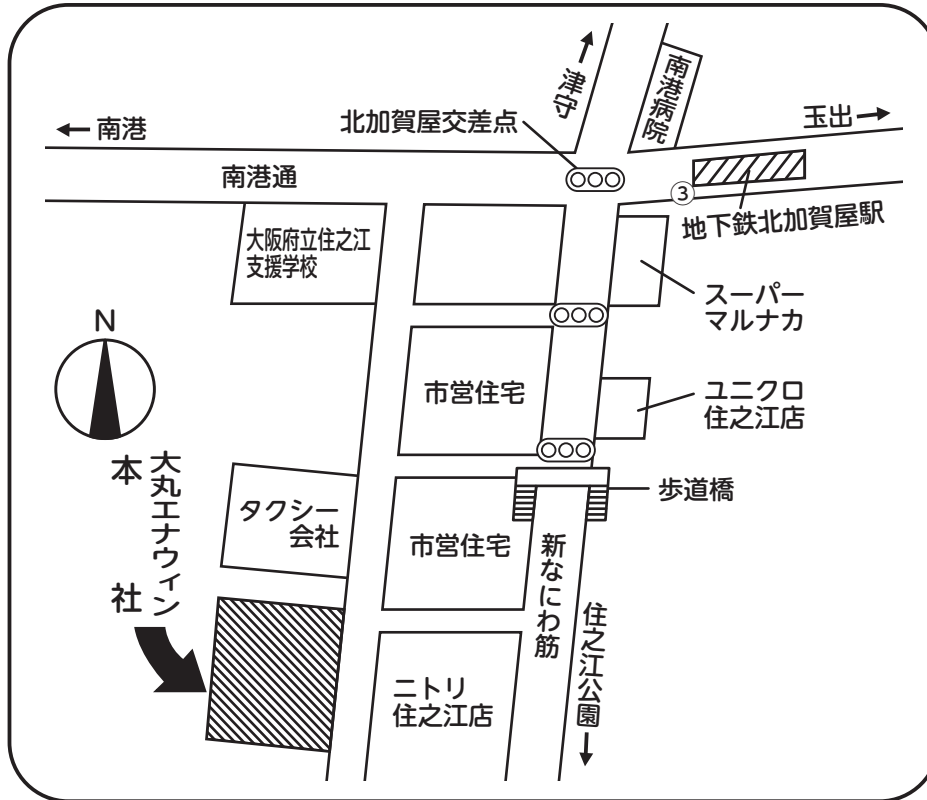 津守
南港病院
北加賀屋交差点
← 南港
玉出 →
南港通
③
地下鉄北加賀屋駅
大阪府立住之江
支援学校
スーパー
マルナカ
N
市営住宅
ユニクロ
住之江店
大丸エナウィン
本社
タクシー
会社
歩道橋
市営住宅
新なにわ筋
住之江公園
ニトリ
住之江店